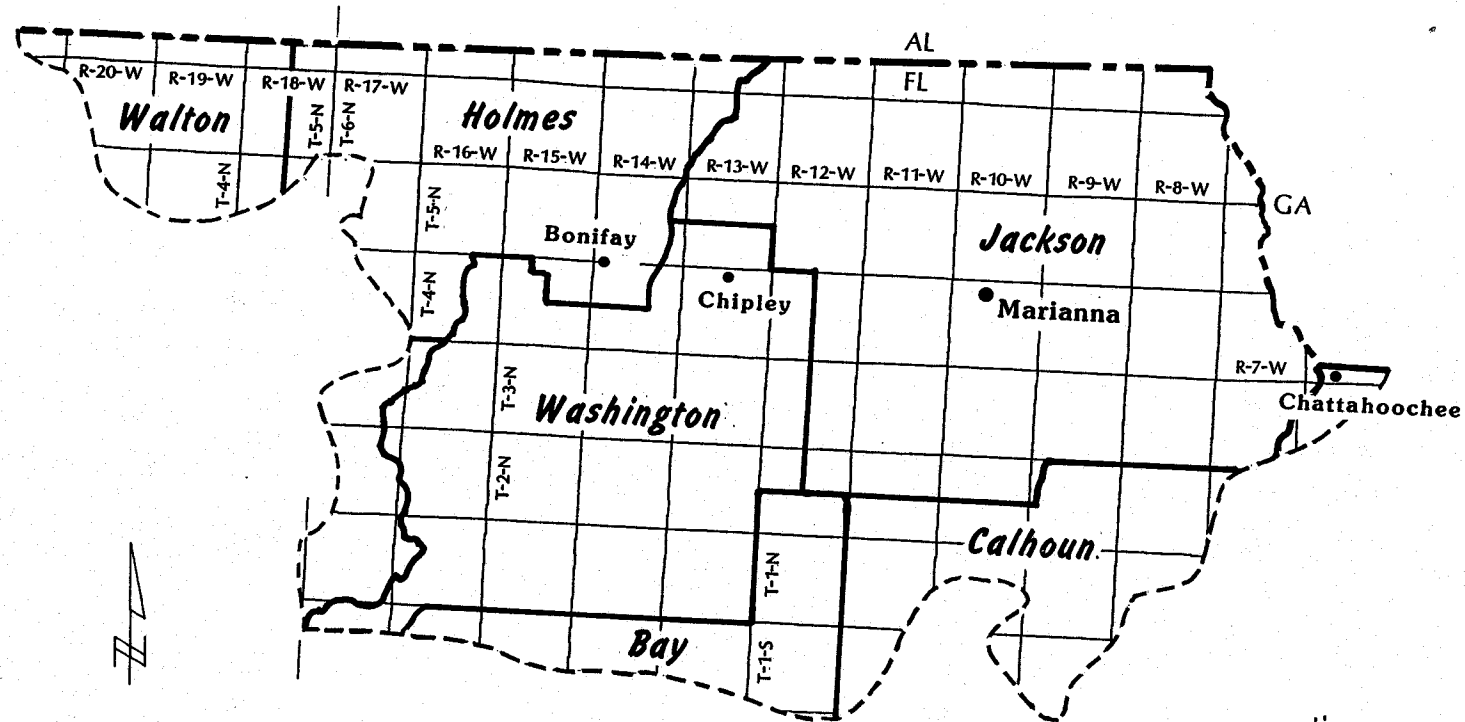 AL
FL
R-20-W R-19-W R-18-W R-17-W
Walton
T-4-N
T-5-N
T-6-N
Holmes
R-16-W R-15-W R-14-W R-13-W R-12-W R-11-W R-10-W R-9-W R-8-W
GA
T-5-N
Bonifay
Jackson
T-4-N
Chipley
Marianna
R-7-W
Chattahoochee
T-3-N
Washington
T-2-N
Calhoun
T-1-N
Bay
T-1-S
N